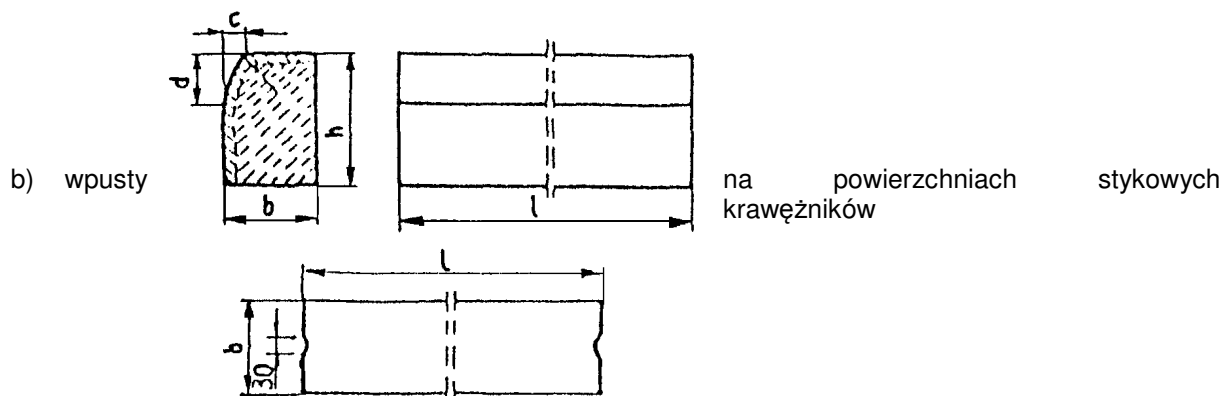 c
d
h
b) wpusty na powierzchniach stykowych
krawężników
b
l
l
b
30